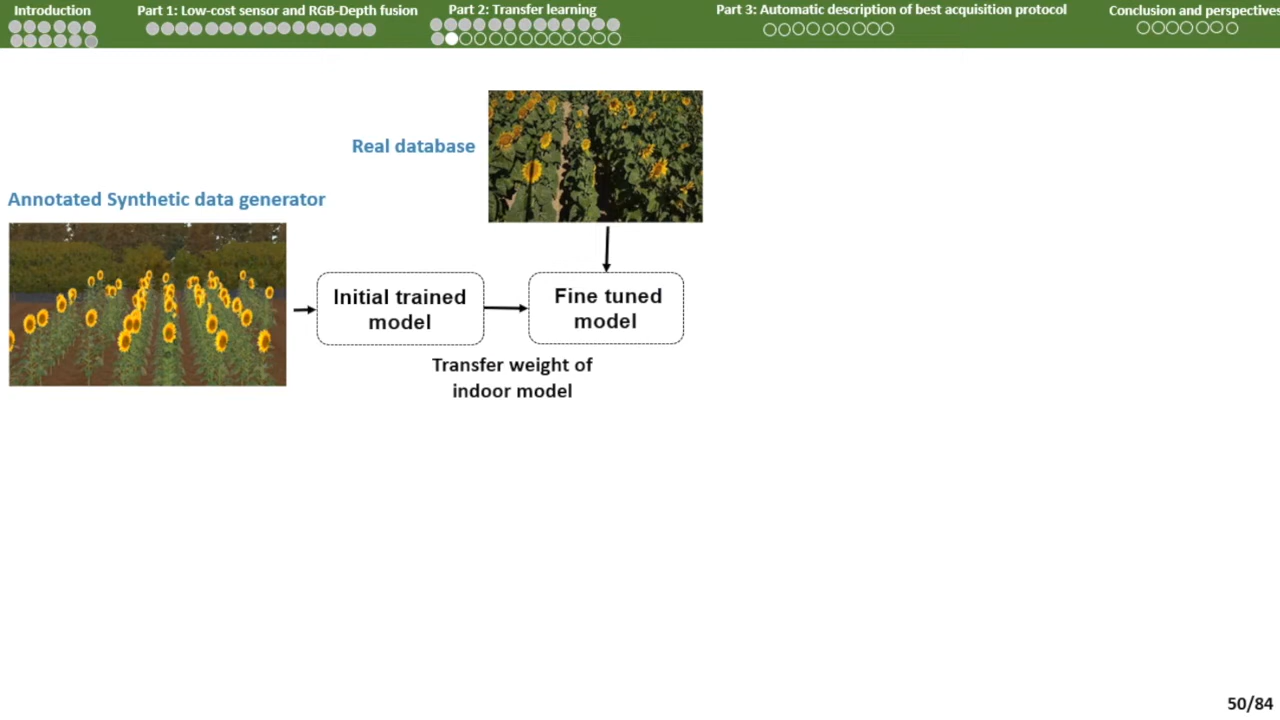 Introduction
Part 1: Low-cost sensor and RGB-Depth fusion
Part 2: Transfer learning
Part 3: Automatic description of best acquisition protocol
Conclusion and perspectives
Real database
Annotated Synthetic data generator
Initial trained
model
Fine tuned
model
Transfer weight of
indoor model
50/84